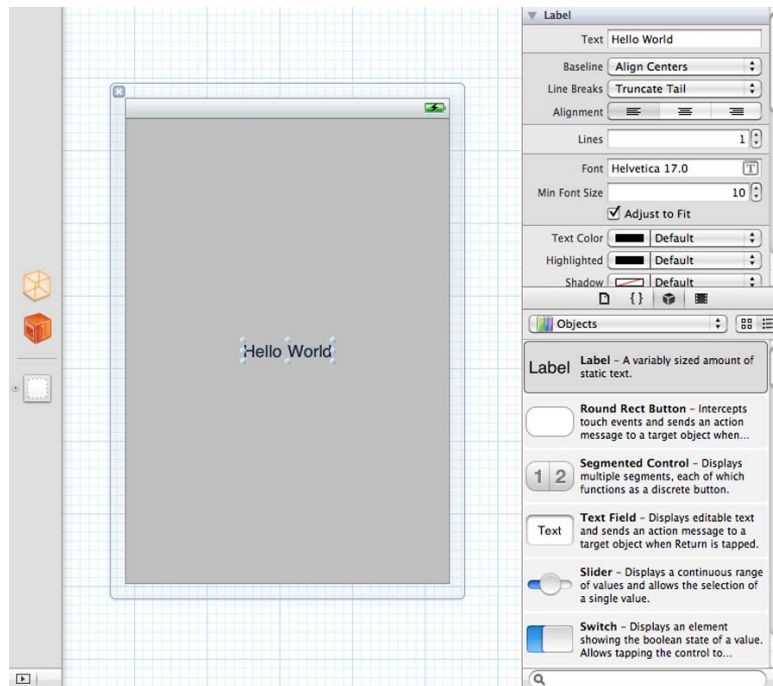 Label
Text Hello World
Baseline Align Centers
Line Breaks Truncate Tail
Alignment
Lines 1
Font Helvetica 17.0 T
Min Font Size 10
Adjust to Fit
Text Color Default
Highlighted Default
Shadow Default
{}
Objects
Hello World
Label Label – A variably sized amount of
static text.
Round Rect Button – Intercepts
touch events and sends an action
message to a target object when...
1 2
Segmented Control – Displays
multiple segments, each of which
functions as a discrete button.
Text
Text Field – Displays editable text
and sends an action message to a
target object when Return is tapped.
Slider – Displays a continuous range
of values and allows the selection of
a single value.
Switch – Displays an element
showing the boolean state of a value.
Allows tapping the control to...